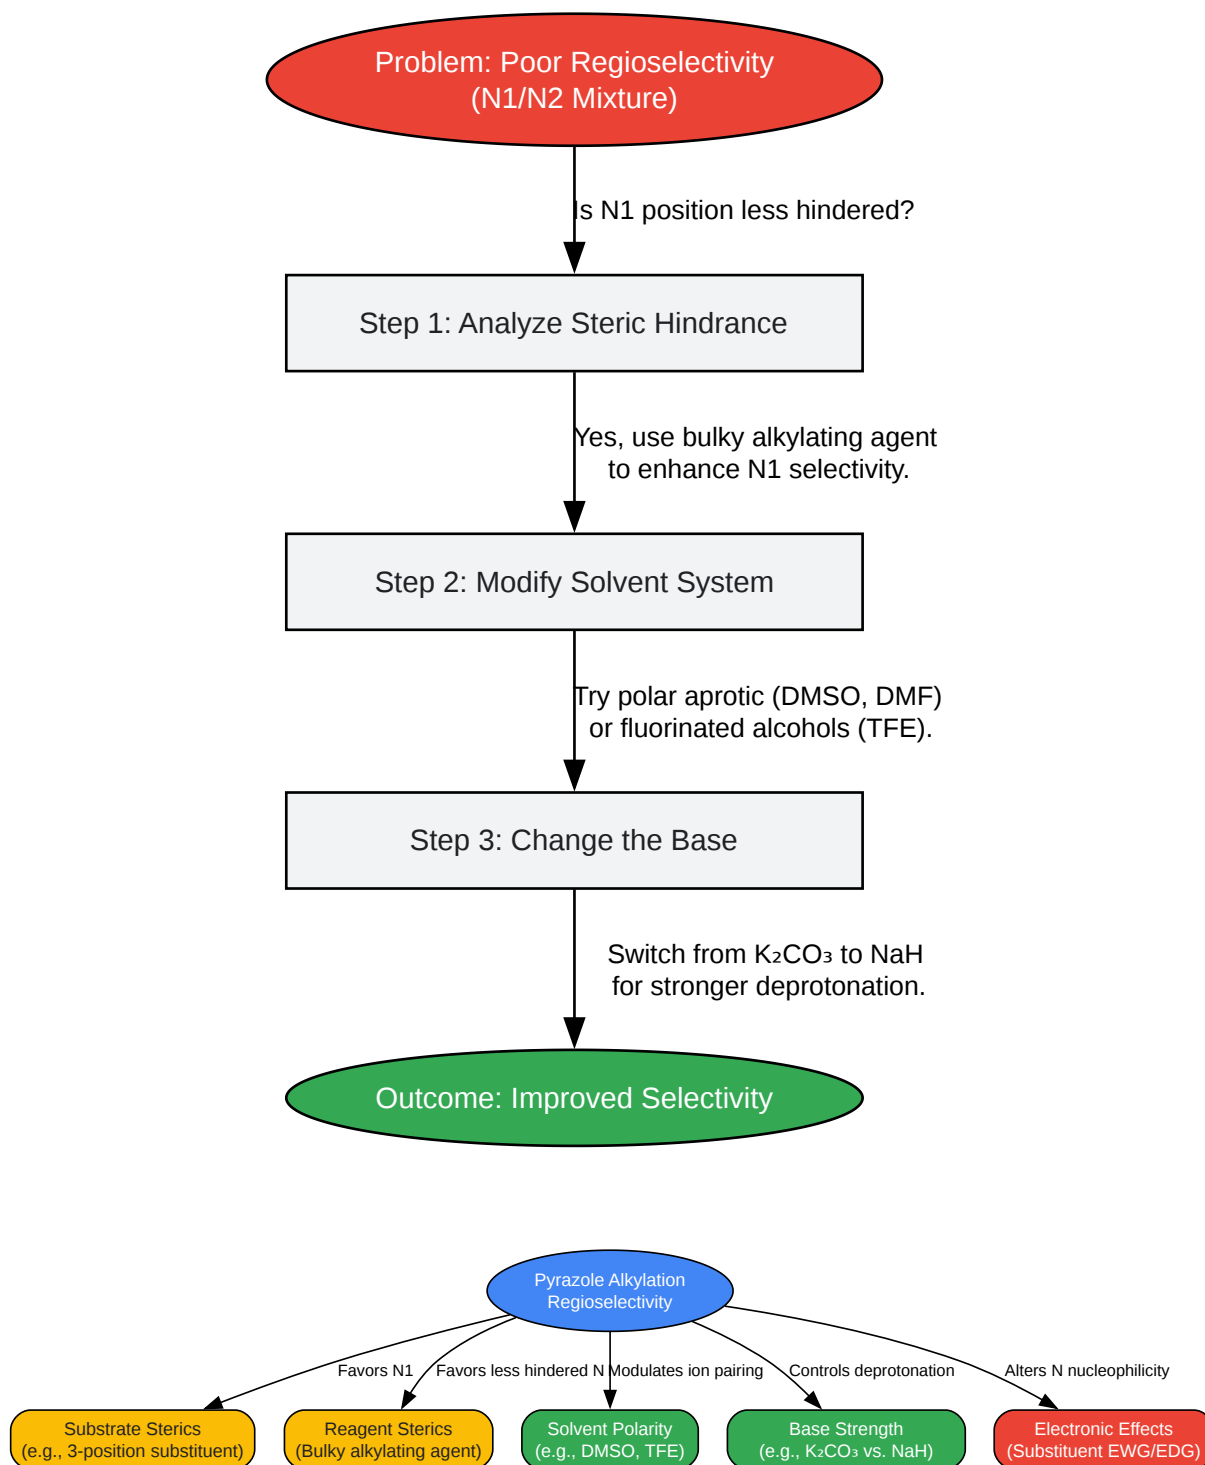 Problem: Poor Regioselectivity
(N1/N2 Mixture)
Is N1 position less hindered?
Step 1: Analyze Steric Hindrance
Yes, use bulky alkylating agent
to enhance N1 selectivity.
Step 2: Modify Solvent System
Try polar aprotic (DMSO, DMF)
or fluorinated alcohols (TFE).
Step 3: Change the Base
Switch from K₂CO₃ to NaH
for stronger deprotonation.
Outcome: Improved Selectivity
Pyrazole Alkylation
Regioselectivity
Favors N1
Favors less hindered N
Modulates ion pairing
Controls deprotonation
Alters N nucleophilicity
Substrate Sterics
(e.g., 3-position substituent)
Reagent Sterics
(Bulky alkylating agent)
Solvent Polarity
(e.g., DMSO, TFE)
Base Strength
(e.g., K₂CO₃ vs. NaH)
Electronic Effects
(Substituent EWG/EDG)